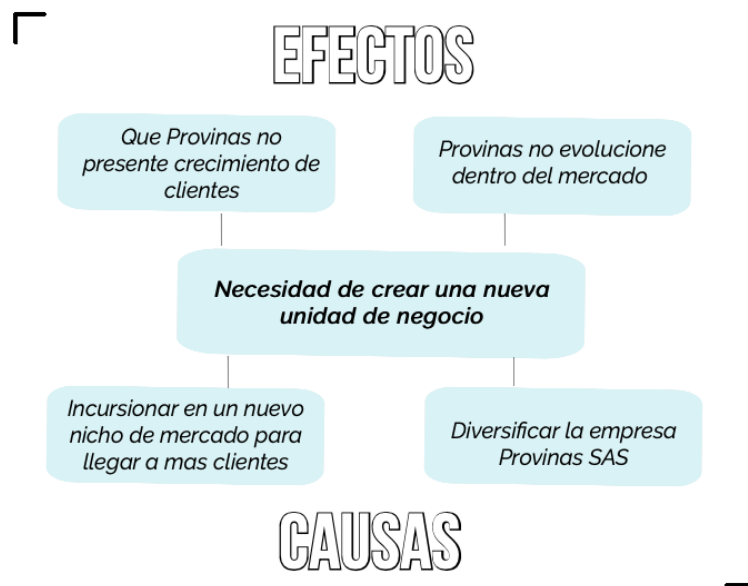 EFECTOS
Que Provinas no
presente crecimiento de
clientes
Provinas no evolucione
dentro del mercado
Necesidad de crear una nueva
unidad de negocio
Incursionar en un nuevo
nicho de mercado para
llegar a mas clientes
Diversificar la empresa
Provinas SAS
CAUSAS